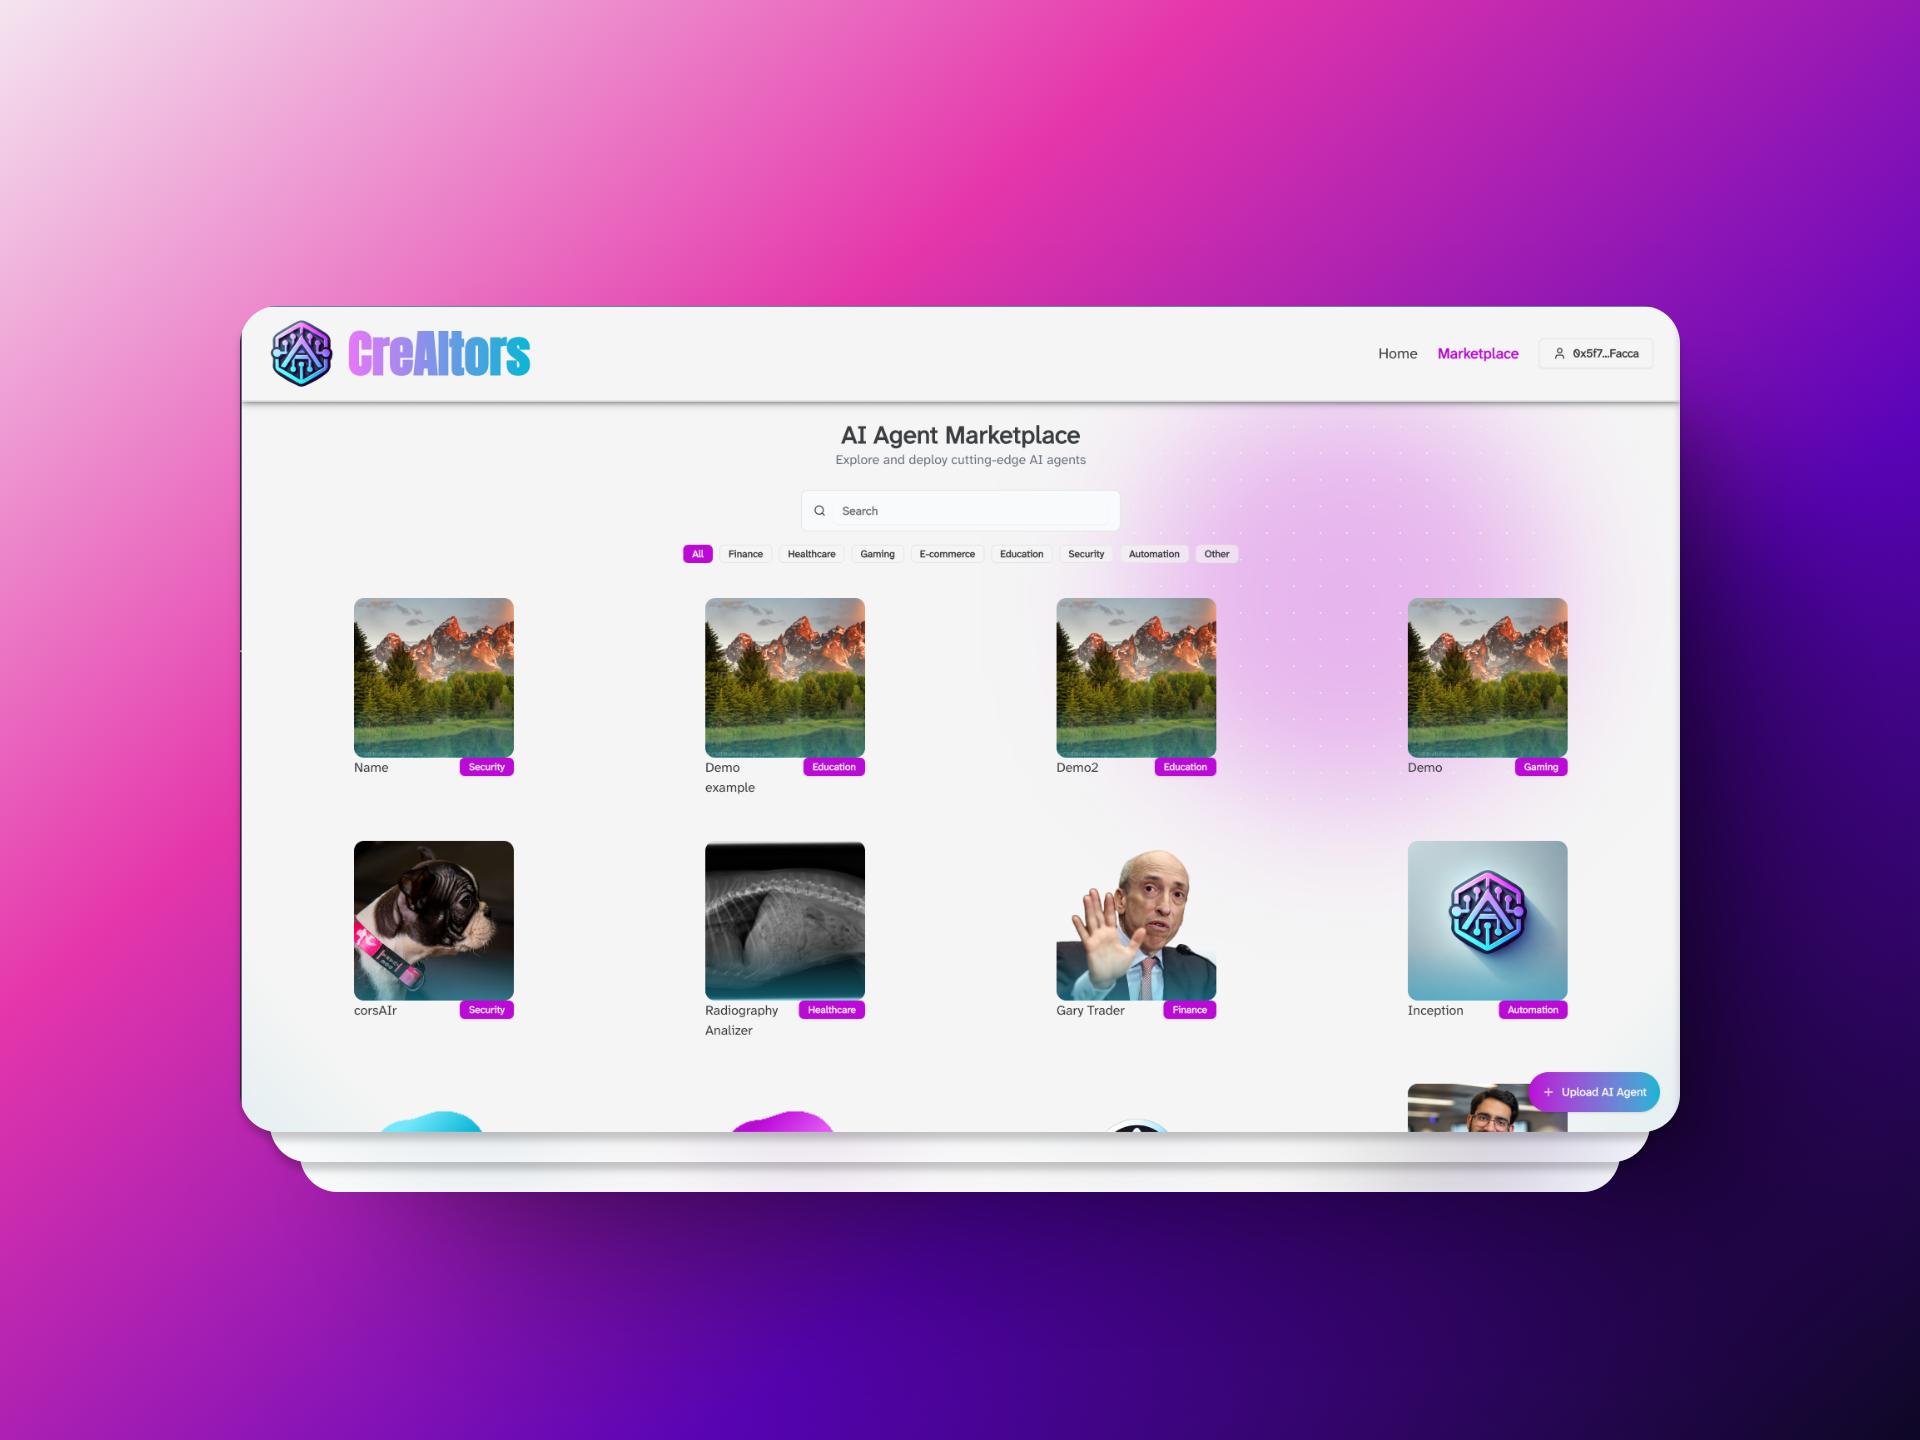 CreAItors
Home Marketplace 0x5f7...Facca
AI Agent Marketplace
Explore and deploy cutting-edge AI agents
Search
All Finance Healthcare Gaming E-commerce Education Security Automation Other
Name Security
Demo Education
example
Demo2 Education
Demo Gaming
corsAIr Security
Radiography Healthcare
Analizer
Gary Trader Finance
Inception Automation
+ Upload AI Agent